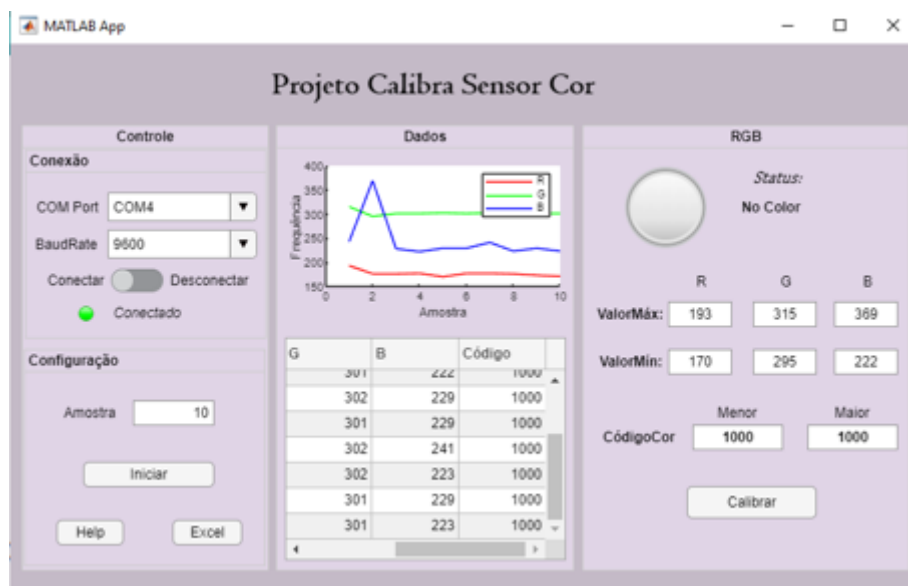 MATLAB App
Projeto Calibra Sensor Cor
Controle
Conexão
COM Port COM4
BaudRate 9600
Conectar Desconectar
Conectado
Configuração
Amostra 10
Iniciar
Help Excel
Dados
400
350
300
250
200
150
Frequência
0 2 4 6 8 10
Amostra
R
G
B
G B Código
301 222 1000
302 229 1000
301 229 1000
302 241 1000
302 223 1000
301 229 1000
301 223 1000
RGB
Status:
No Color
R G B
ValorMáx: 193 315 369
ValorMín: 170 295 222
Menor Maior
CódigoCor 1000 1000
Calibrar